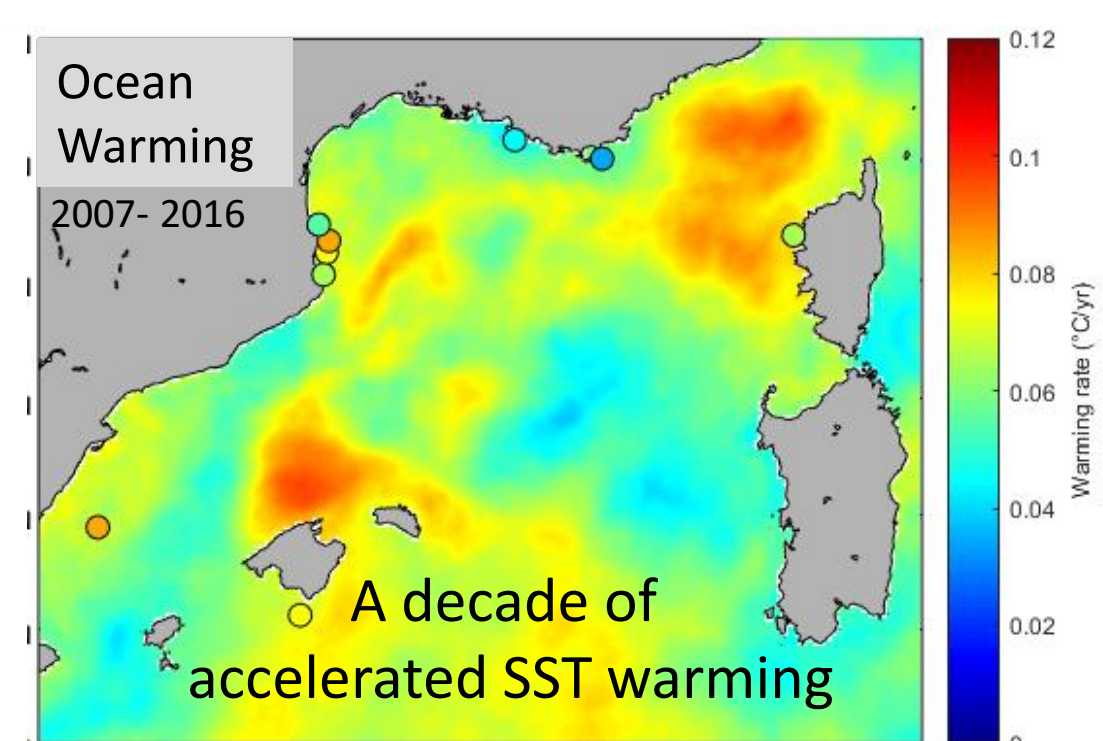 Ocean
Warming
2007- 2016
A decade of
accelerated SST warming
0.12
0.1
0.08
0.06
0.04
0.02
Warming rate (°C/yr)